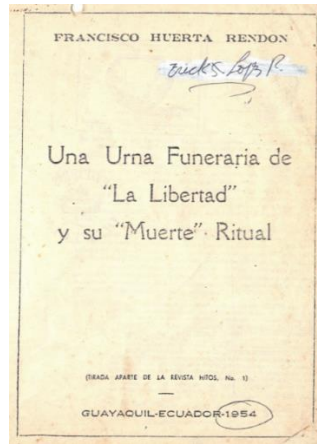 FRANCISCO HUERTA RENDON
Una Urna Funeraria de
"La Libertad"
y su "Muerte" Ritual
(TIRADA APARTE DE LA REVISTA HITOS, No. 1)
GUAYAQUIL-ECUADOR-1954